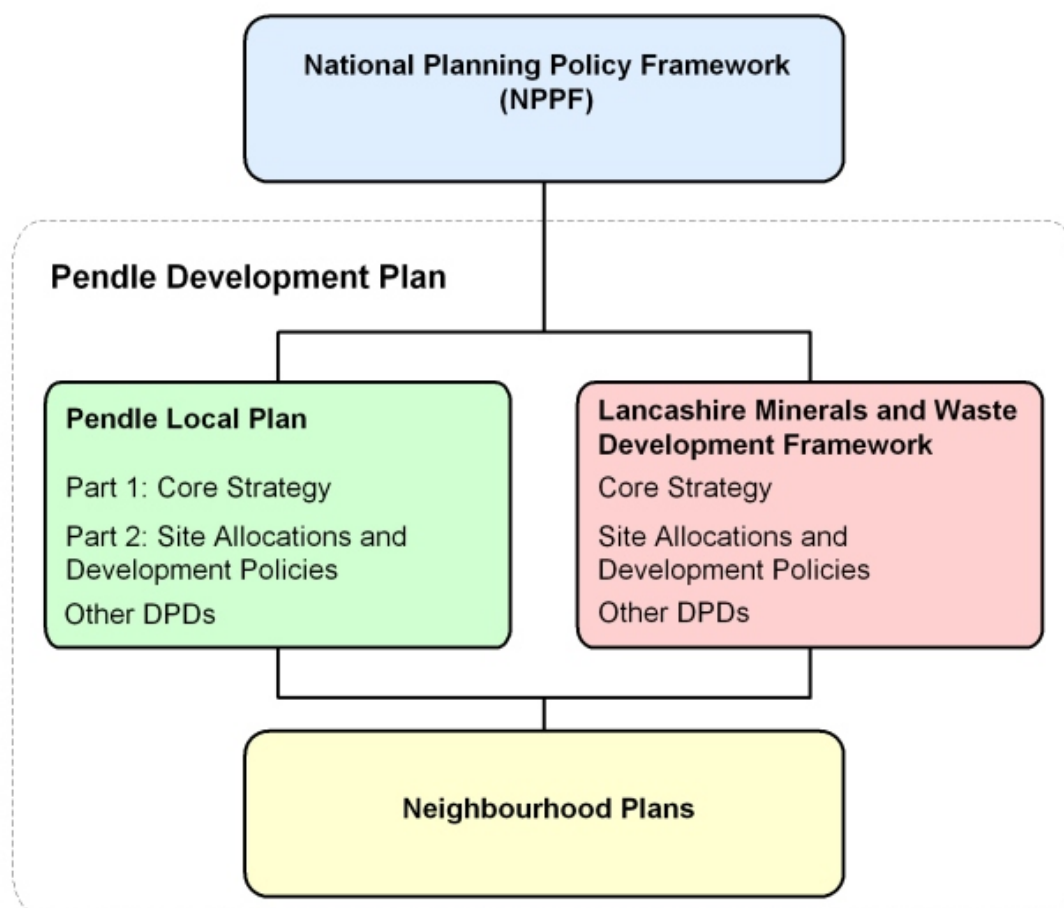 National Planning Policy Framework
(NPPF)
Pendle Development Plan
Pendle Local Plan
Part 1: Core Strategy
Part 2: Site Allocations and
Development Policies
Other DPDs
Lancashire Minerals and Waste
Development Framework
Core Strategy
Site Allocations and
Development Policies
Other DPDs
Neighbourhood Plans